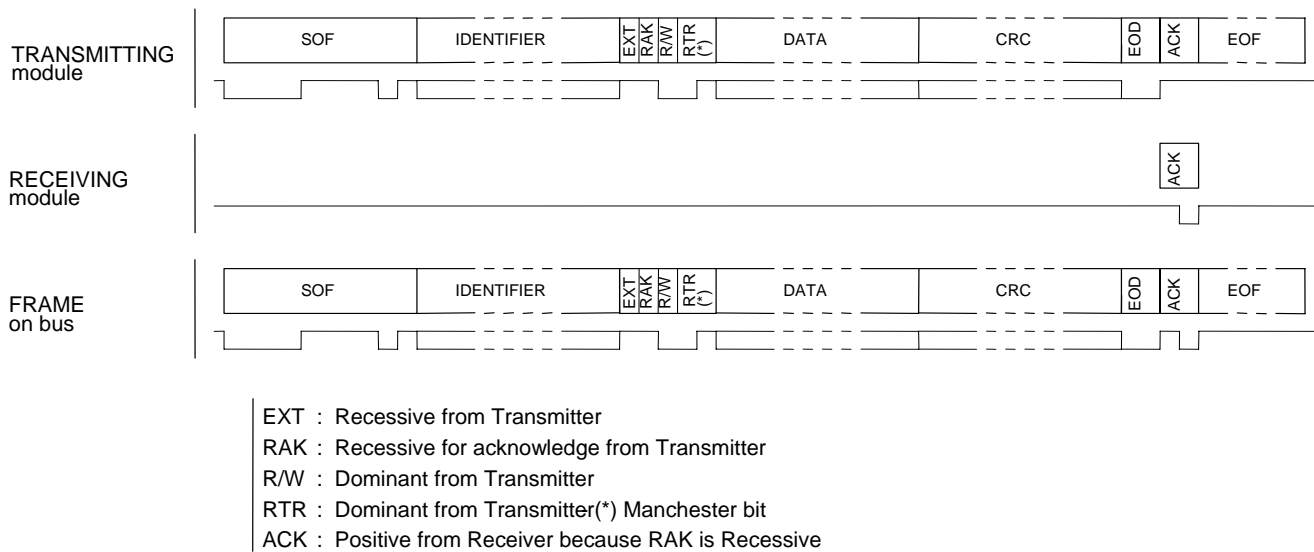 TRANSMITTING
module
SOF IDENTIFIER EXT RAK R/W RTR (*) DATA CRC EOD ACK EOF
RECEIVING
module
ACK
FRAME
on bus
SOF IDENTIFIER EXT RAK R/W RTR (*) DATA CRC EOD ACK EOF
EXT : Recessive from Transmitter
RAK : Recessive for acknowledge from Transmitter
R/W : Dominant from Transmitter
RTR : Dominant from Transmitter(*) Manchester bit
ACK : Positive from Receiver because RAK is Recessive